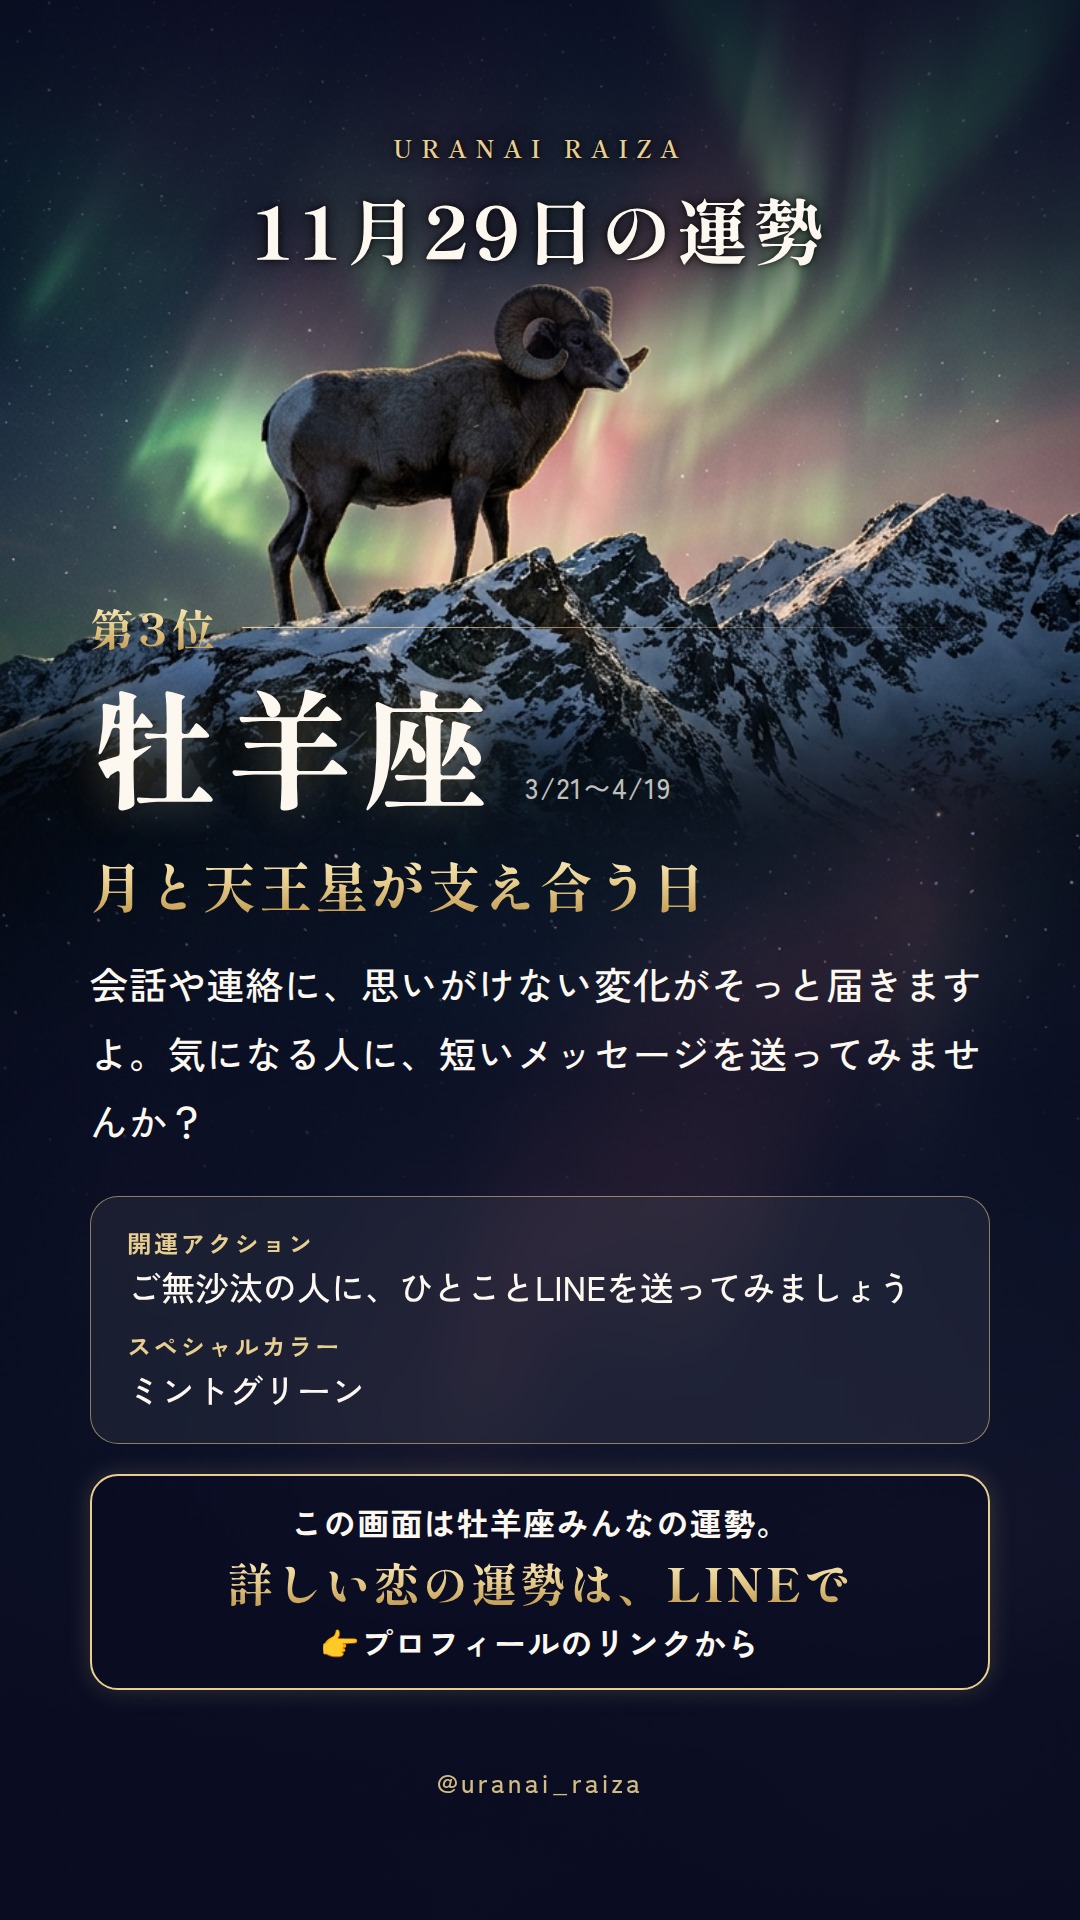 URANAI RAIZA
11月29日の運勢
第3位
牡羊座 3/21〜4/19
月と天王星が支え合う日
会話や連絡に、思いがけない変化がそっと届きます
よ。気になる人に、短いメッセージを送ってみませ
んか？
開運アクション
ご無沙汰の人に、ひとことLINEを送ってみましょう
スペシャルカラー
ミントグリーン
この画面は牡羊座みんなの運勢。
詳しい恋の運勢は、LINEで
👉プロフィールのリンクから
@uranai_raiza